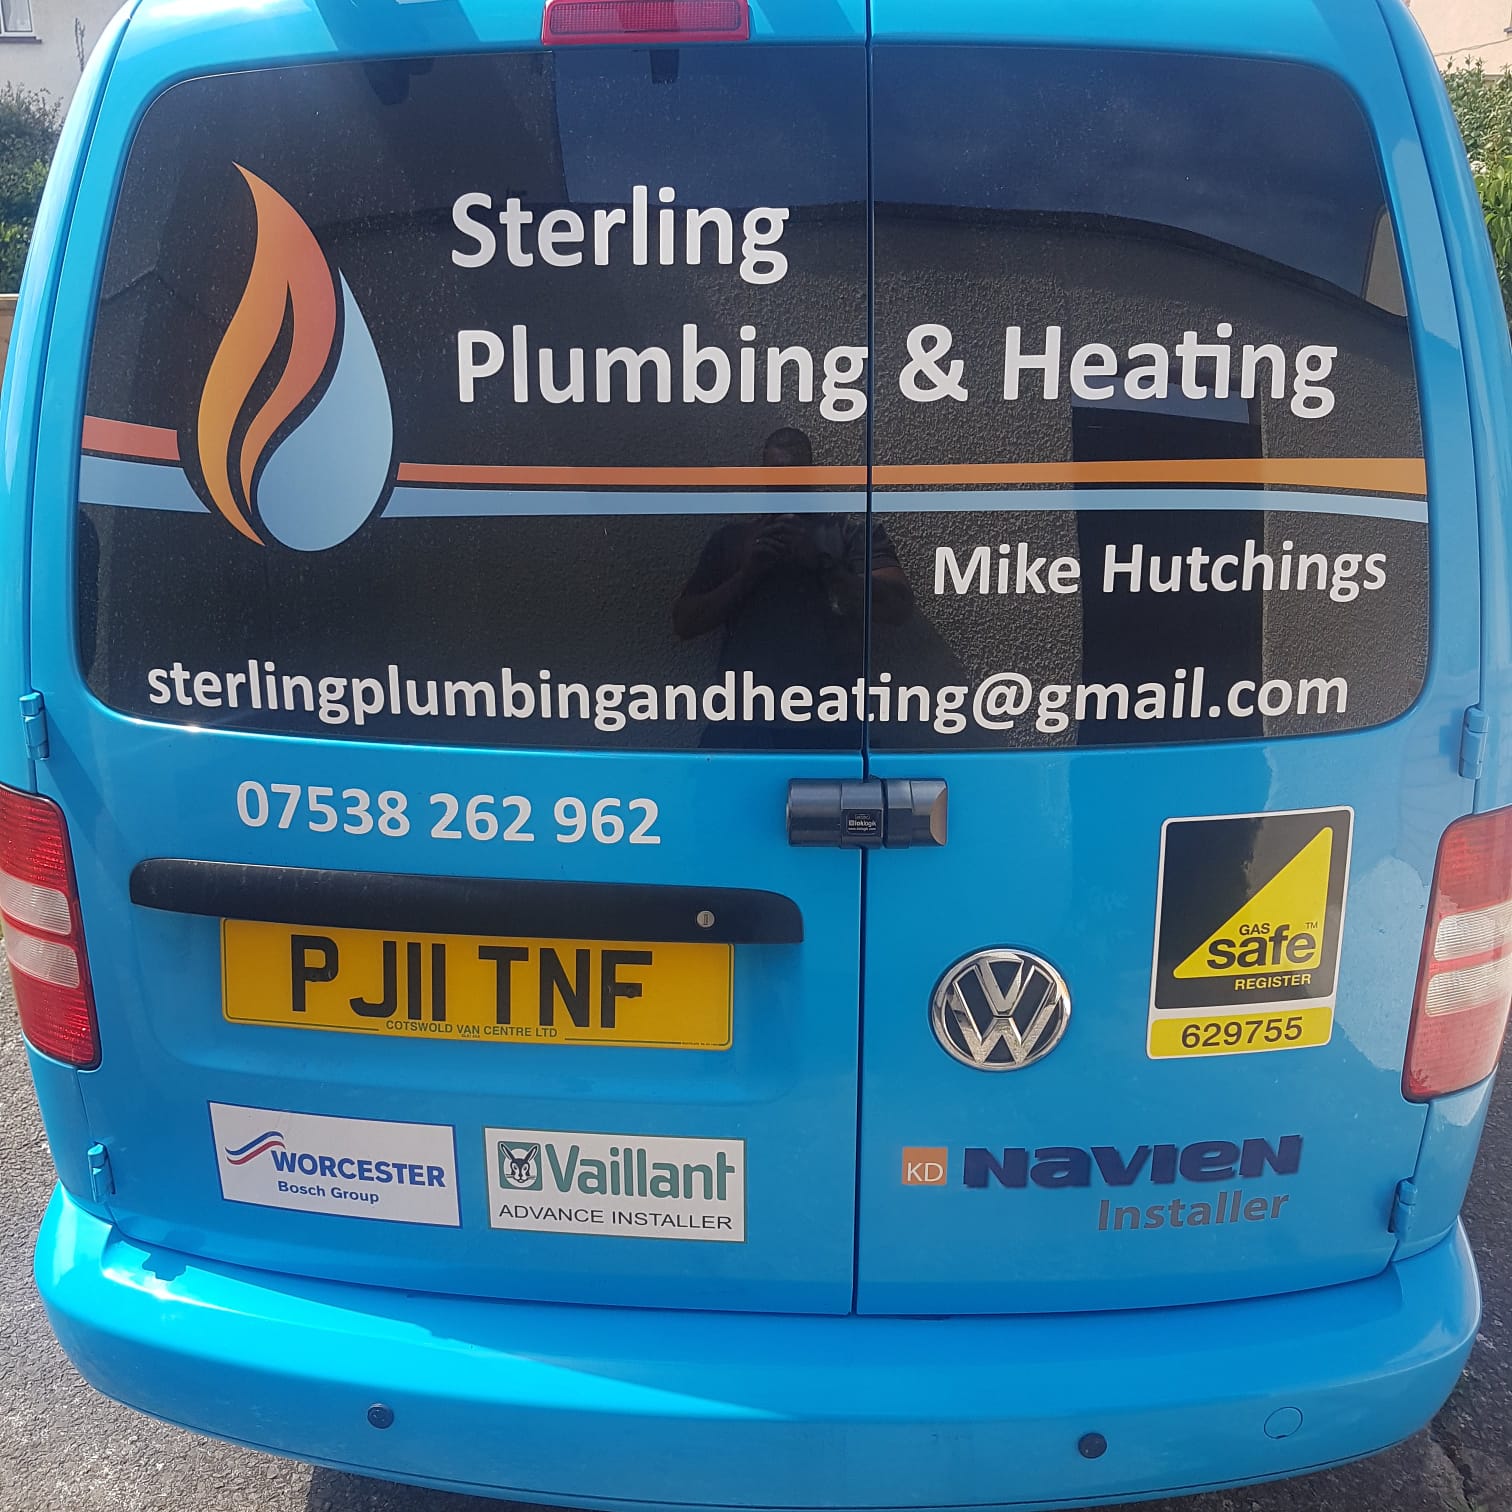 Sterling
Plumbing & Heating
Mike Hutchings
sterlingplumbingandheating@gmail.com
07538 262 962
PJ11 TNF
COTSWOLD VAN CENTRE LTD
GAS
safe™
REGISTER
629755
WORCESTER
Bosch Group
Vaillant
ADVANCE INSTALLER
KD NAVIEN
Installer